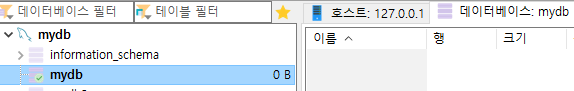 데이터베이스 필터 테이블 필터 호스트: 127.0.0.1 데이터베이스: mydb
mydb 이름 행 크기
information_schema
mydb 0 B